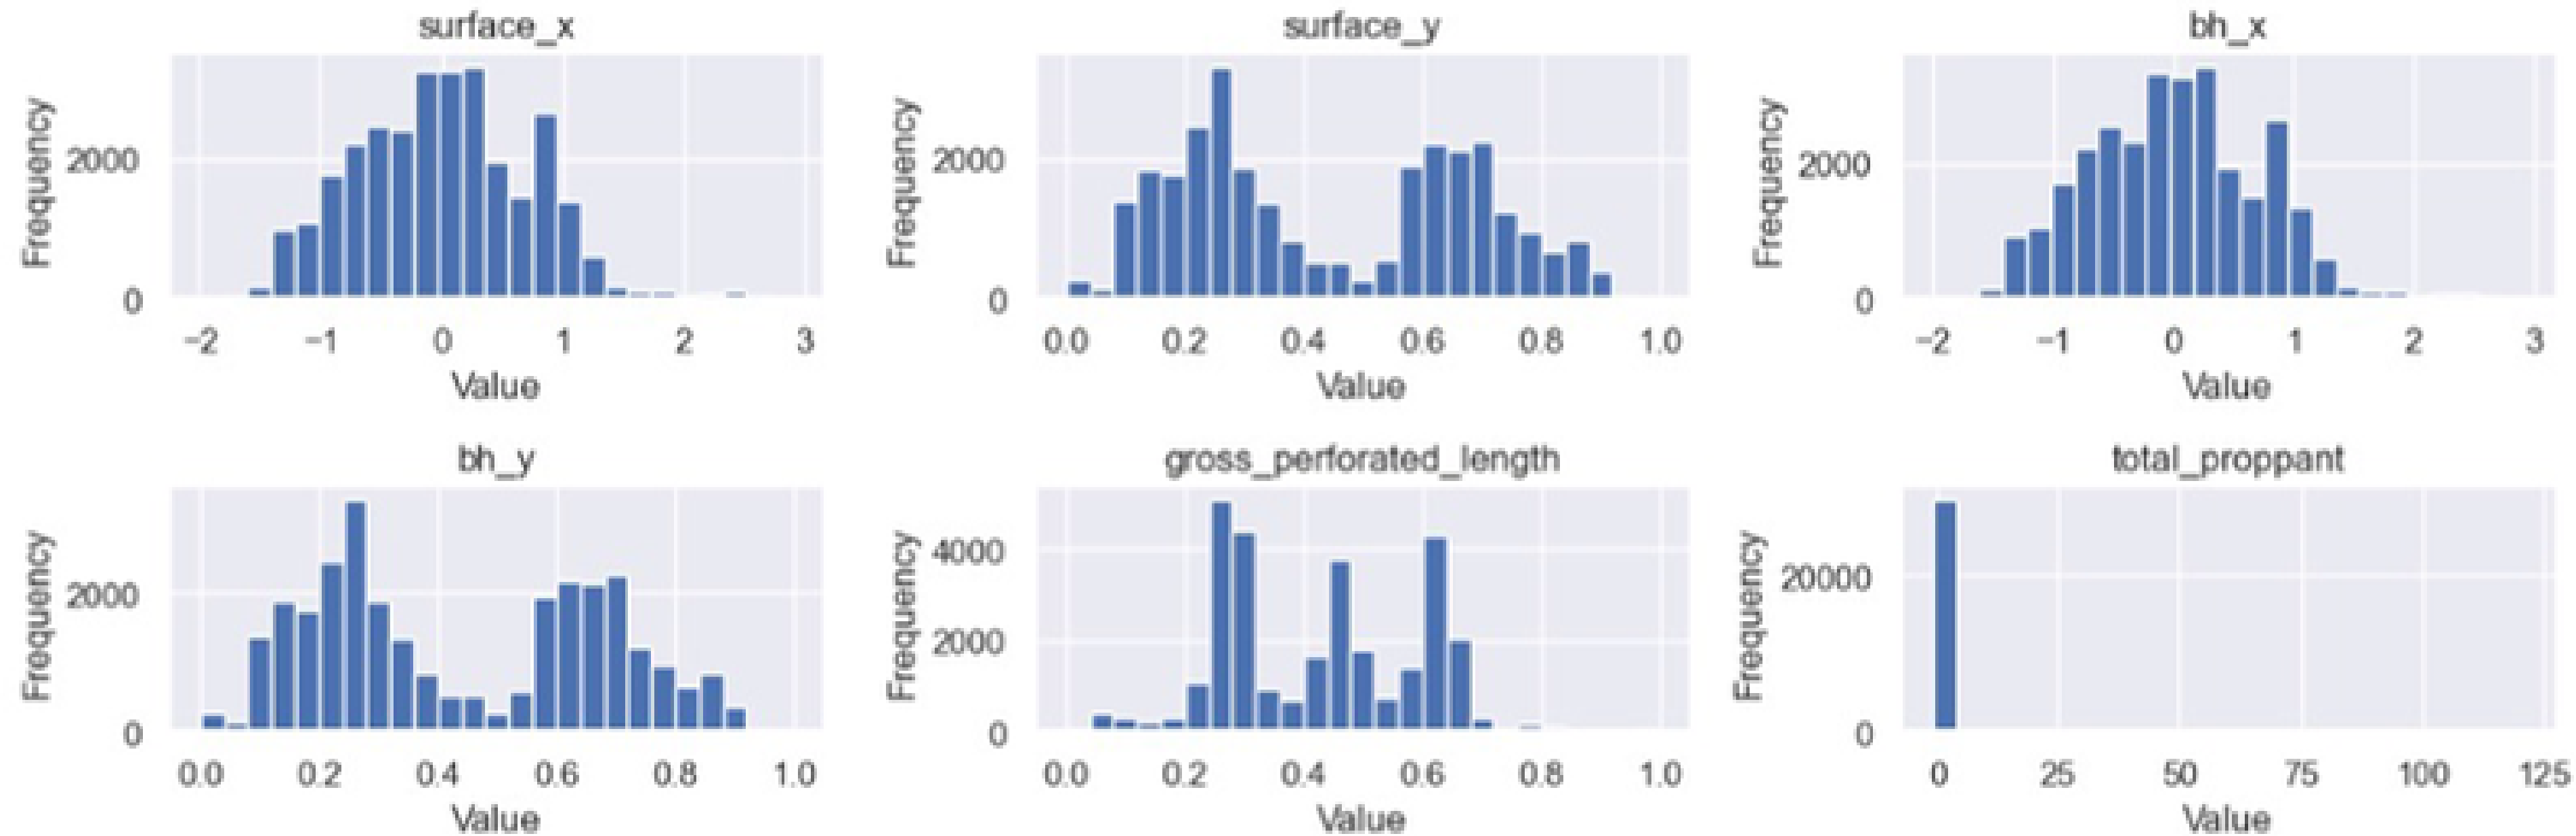 surface_x
surface_y
bh_x
Frequency
2000
0
Frequency
2000
0
Frequency
2000
0
−2 −1 0 1 2 3
0.0 0.2 0.4 0.6 0.8 1.0
−2 −1 0 1 2 3
Value
Value
Value
bh_y
gross_perforated_length
total_proppant
Frequency
2000
0
Frequency
4000
2000
0
Frequency
20000
0
0.0 0.2 0.4 0.6 0.8 1.0
0.0 0.2 0.4 0.6 0.8 1.0
0 25 50 75 100 125
Value
Value
Value